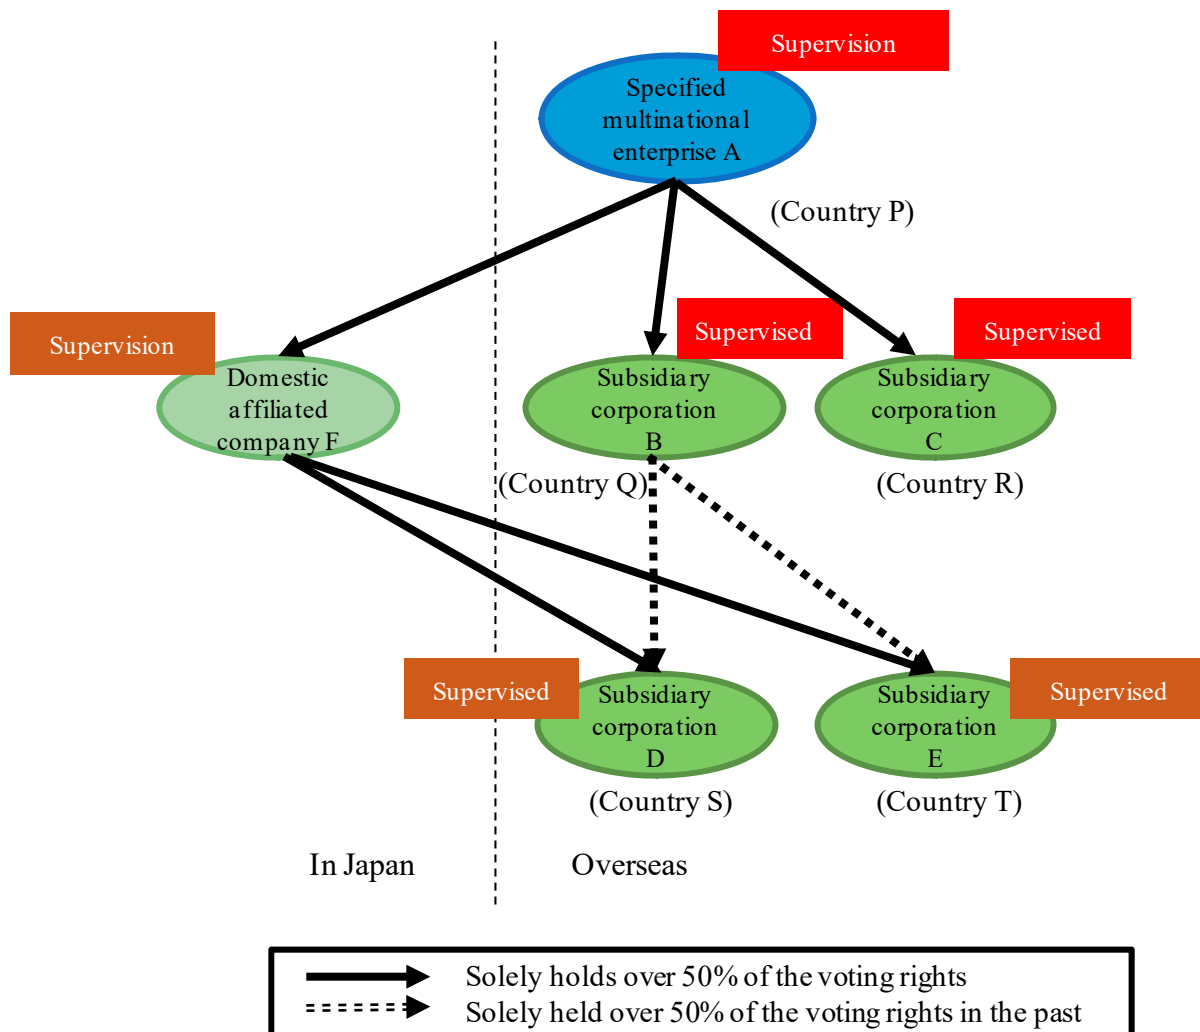 Supervision
Specified
multinational
enterprise A
(Country P)
Supervision
Supervised
Supervised
Domestic
affiliated
company F
Subsidiary
corporation
B
Subsidiary
corporation
C
(Country Q)
(Country R)
Supervised
Supervised
Subsidiary
corporation
D
Subsidiary
corporation
E
(Country S)
(Country T)
In Japan
Overseas
Solely holds over 50% of the voting rights
Solely held over 50% of the voting rights in the past